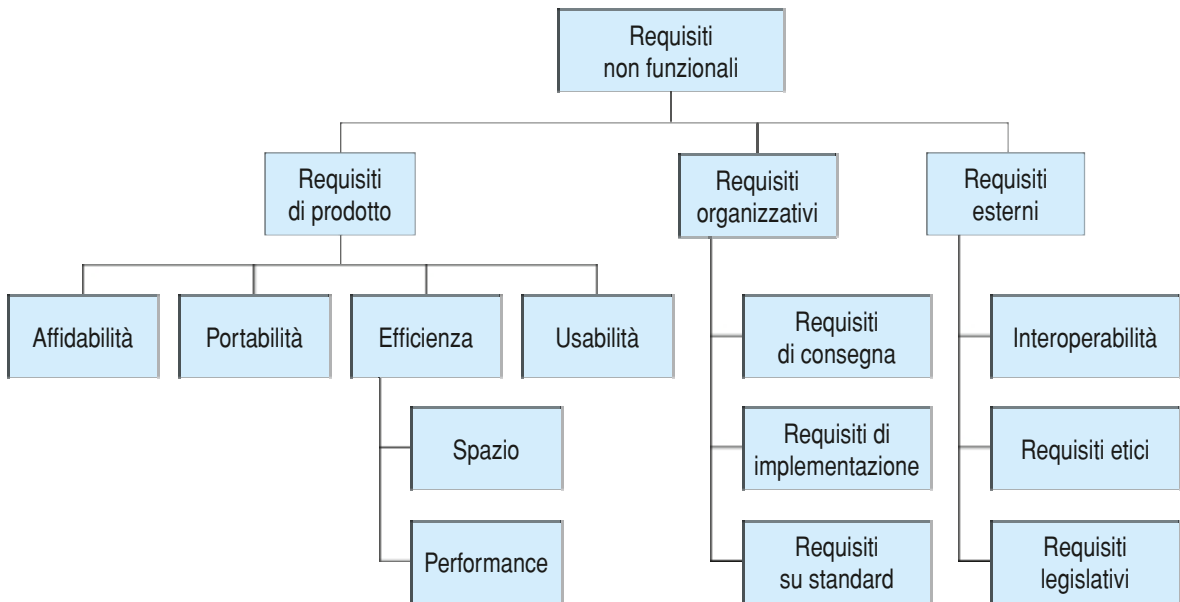 Requisiti
non funzionali
Requisiti
di prodotto
Requisiti
organizzativi
Requisiti
esterni
Affidabilità
Portabilità
Efficienza
Usabilità
Requisiti
di consegna
Interoperabilità
Spazio
Requisiti di
implementazione
Requisiti etici
Performance
Requisiti
su standard
Requisiti
legislativi